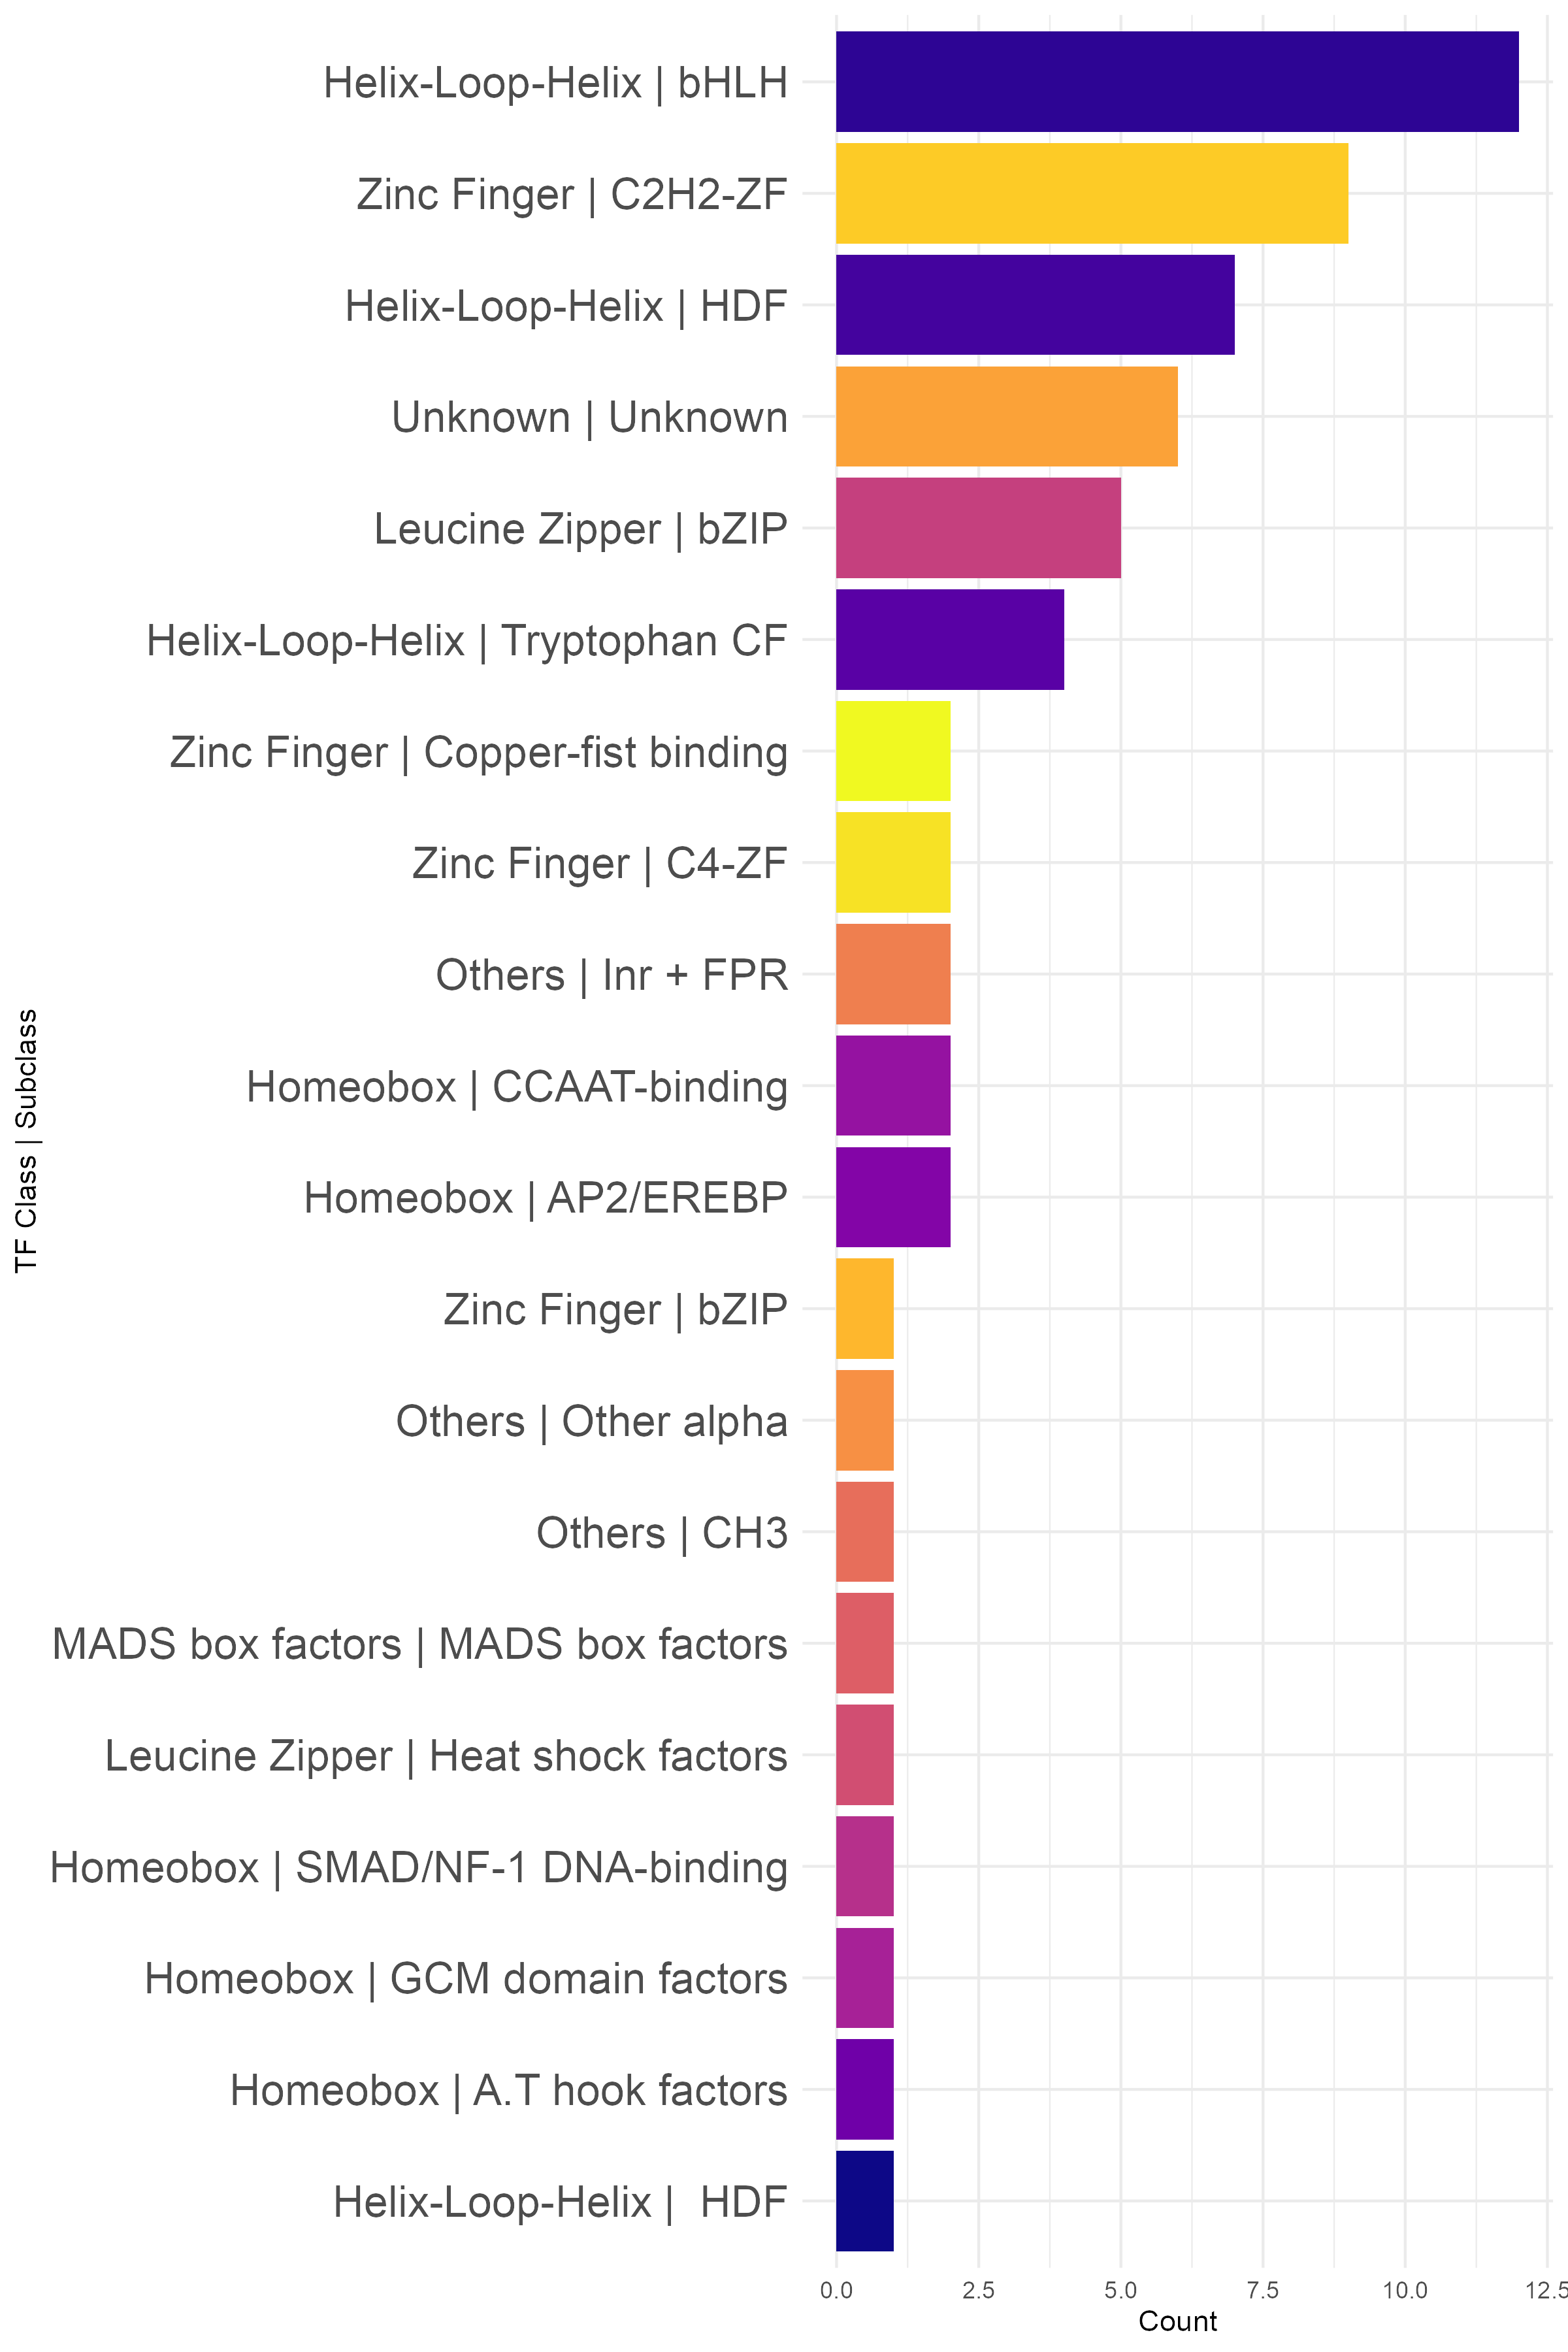 Helix-Loop-Helix | bHLH
Zinc Finger | C2H2-ZF
Helix-Loop-Helix | HDF
Unknown | Unknown
Leucine Zipper | bZIP
Helix-Loop-Helix | Tryptophan CF
Zinc Finger | Copper-fist binding
Zinc Finger | C4-ZF
Others | Inr + FPR
Homeobox | CCAAT-binding
Homeobox | AP2/EREBP
Zinc Finger | bZIP
Others | Other alpha
Others | CH3
MADS box factors | MADS box factors
Leucine Zipper | Heat shock factors
Homeobox | SMAD/NF-1 DNA-binding
Homeobox | GCM domain factors
Homeobox | A.T hook factors
Helix-Loop-Helix |  HDF
TF Class | Subclass
0.0 2.5 5.0 7.5 10.0 12.5
Count